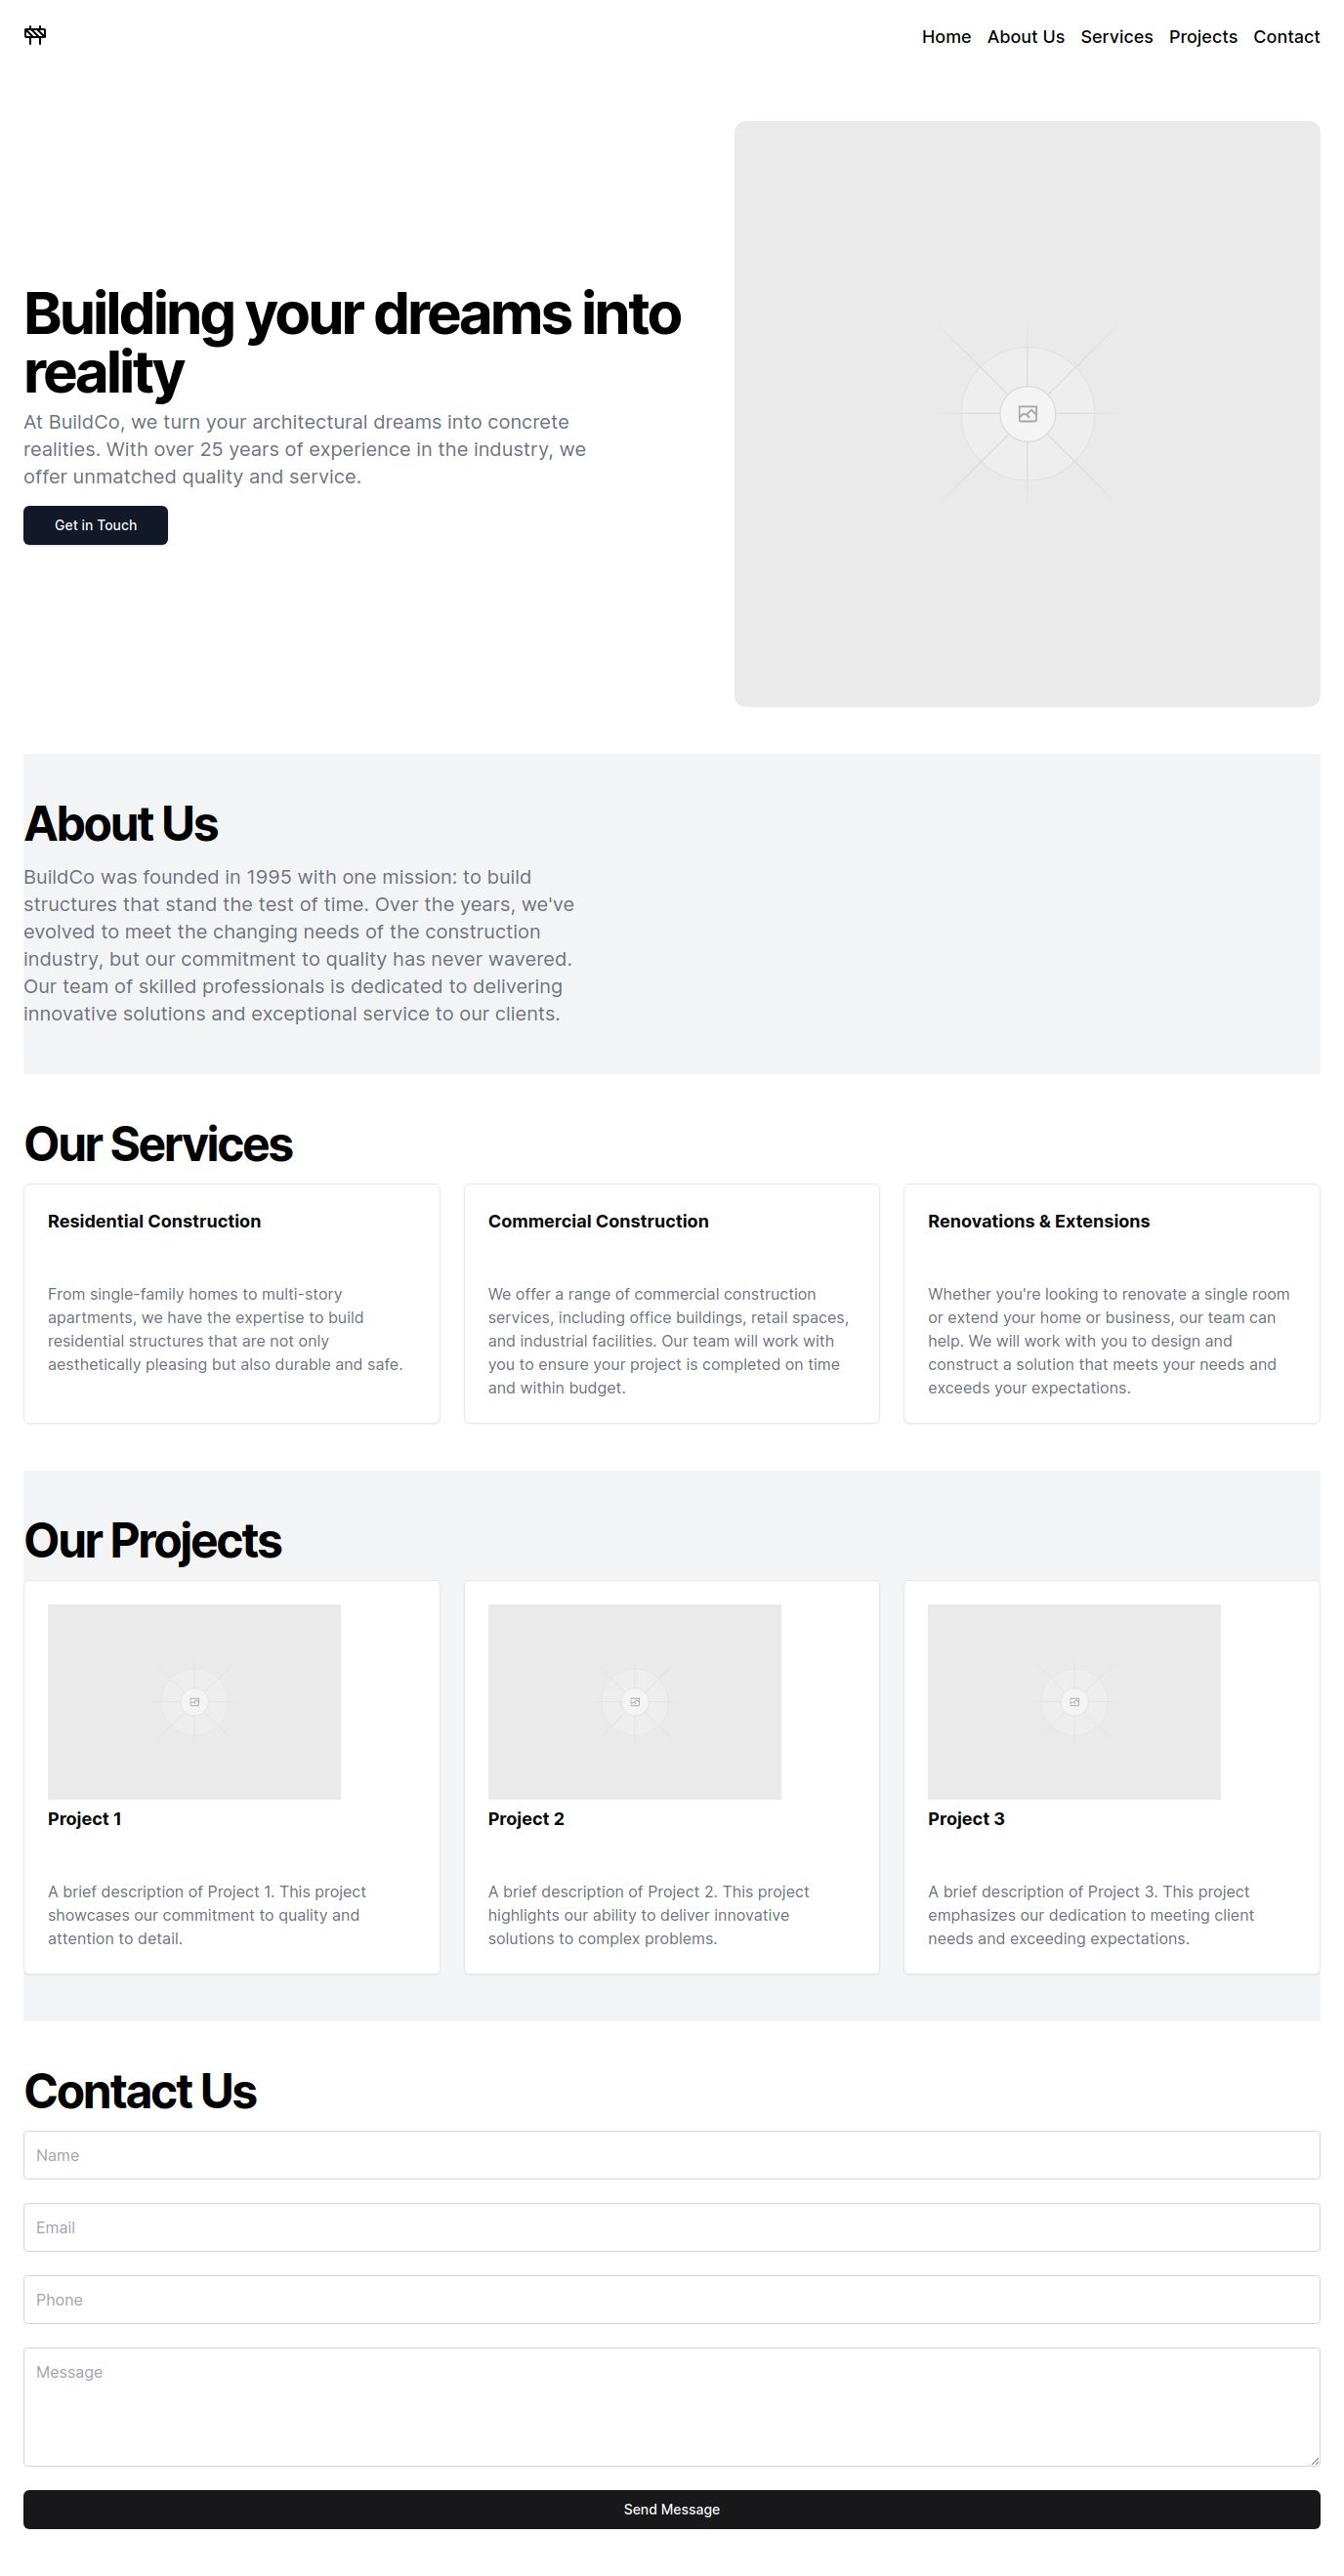 Home About Us Services Projects Contact
Building your dreams into
reality
At BuildCo, we turn your architectural dreams into concrete
realities. With over 25 years of experience in the industry, we
offer unmatched quality and service.
Get in Touch
About Us
BuildCo was founded in 1995 with one mission: to build
structures that stand the test of time. Over the years, we've
evolved to meet the changing needs of the construction
industry, but our commitment to quality has never wavered.
Our team of skilled professionals is dedicated to delivering
innovative solutions and exceptional service to our clients.
Our Services
Residential Construction
From single-family homes to multi-story
apartments, we have the expertise to build
residential structures that are not only
aesthetically pleasing but also durable and safe.
Commercial Construction
We offer a range of commercial construction
services, including office buildings, retail spaces,
and industrial facilities. Our team will work with
you to ensure your project is completed on time
and within budget.
Renovations & Extensions
Whether you're looking to renovate a single room
or extend your home or business, our team can
help. We will work with you to design and
construct a solution that meets your needs and
exceeds your expectations.
Our Projects
Project 1
A brief description of Project 1. This project
showcases our commitment to quality and
attention to detail.
Project 2
A brief description of Project 2. This project
highlights our ability to deliver innovative
solutions to complex problems.
Project 3
A brief description of Project 3. This project
emphasizes our dedication to meeting client
needs and exceeding expectations.
Contact Us
Name
Email
Phone
Message
Send Message